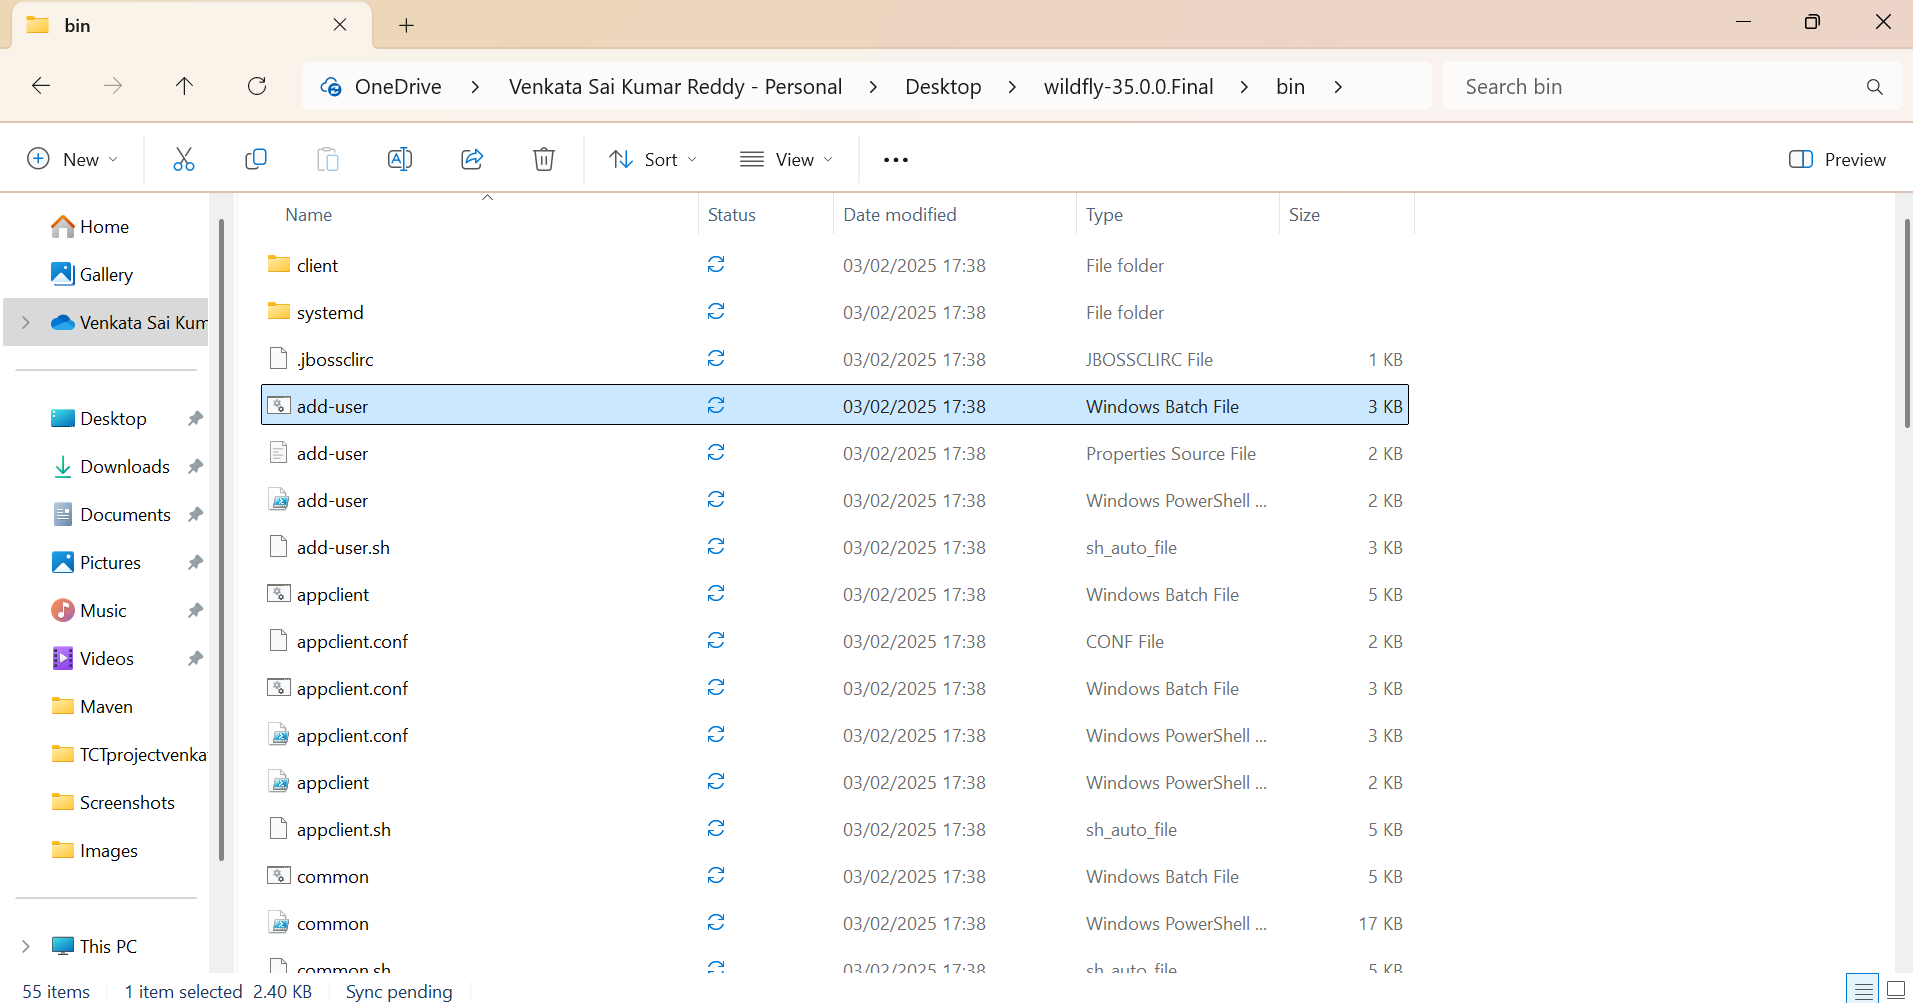 bin
OneDrive > Venkata Sai Kumar Reddy - Personal > Desktop > wildfly-35.0.0.Final > bin >
Search bin
New
Sort
View
Preview
Home
Gallery
Venkata Sai Kum
Desktop
Downloads
Documents
Pictures
Music
Videos
Maven
TCTprojectvenka
Screenshots
Images
This PC
Name Status Date modified Type Size
client 03/02/2025 17:38 File folder
systemd 03/02/2025 17:38 File folder
.jbossclirc 03/02/2025 17:38 JBOSSCLIRC File 1 KB
add-user 03/02/2025 17:38 Windows Batch File 3 KB
add-user 03/02/2025 17:38 Properties Source File 2 KB
add-user 03/02/2025 17:38 Windows PowerShell ... 2 KB
add-user.sh 03/02/2025 17:38 sh_auto_file 3 KB
appclient 03/02/2025 17:38 Windows Batch File 5 KB
appclient.conf 03/02/2025 17:38 CONF File 2 KB
appclient.conf 03/02/2025 17:38 Windows Batch File 3 KB
appclient.conf 03/02/2025 17:38 Windows PowerShell ... 3 KB
appclient 03/02/2025 17:38 Windows PowerShell ... 2 KB
appclient.sh 03/02/2025 17:38 sh_auto_file 5 KB
common 03/02/2025 17:38 Windows Batch File 5 KB
common 03/02/2025 17:38 Windows PowerShell ... 17 KB
common.sh 03/02/2025 17:38 sh_auto_file 5 KB
55 items 1 item selected 2.40 KB Sync pending